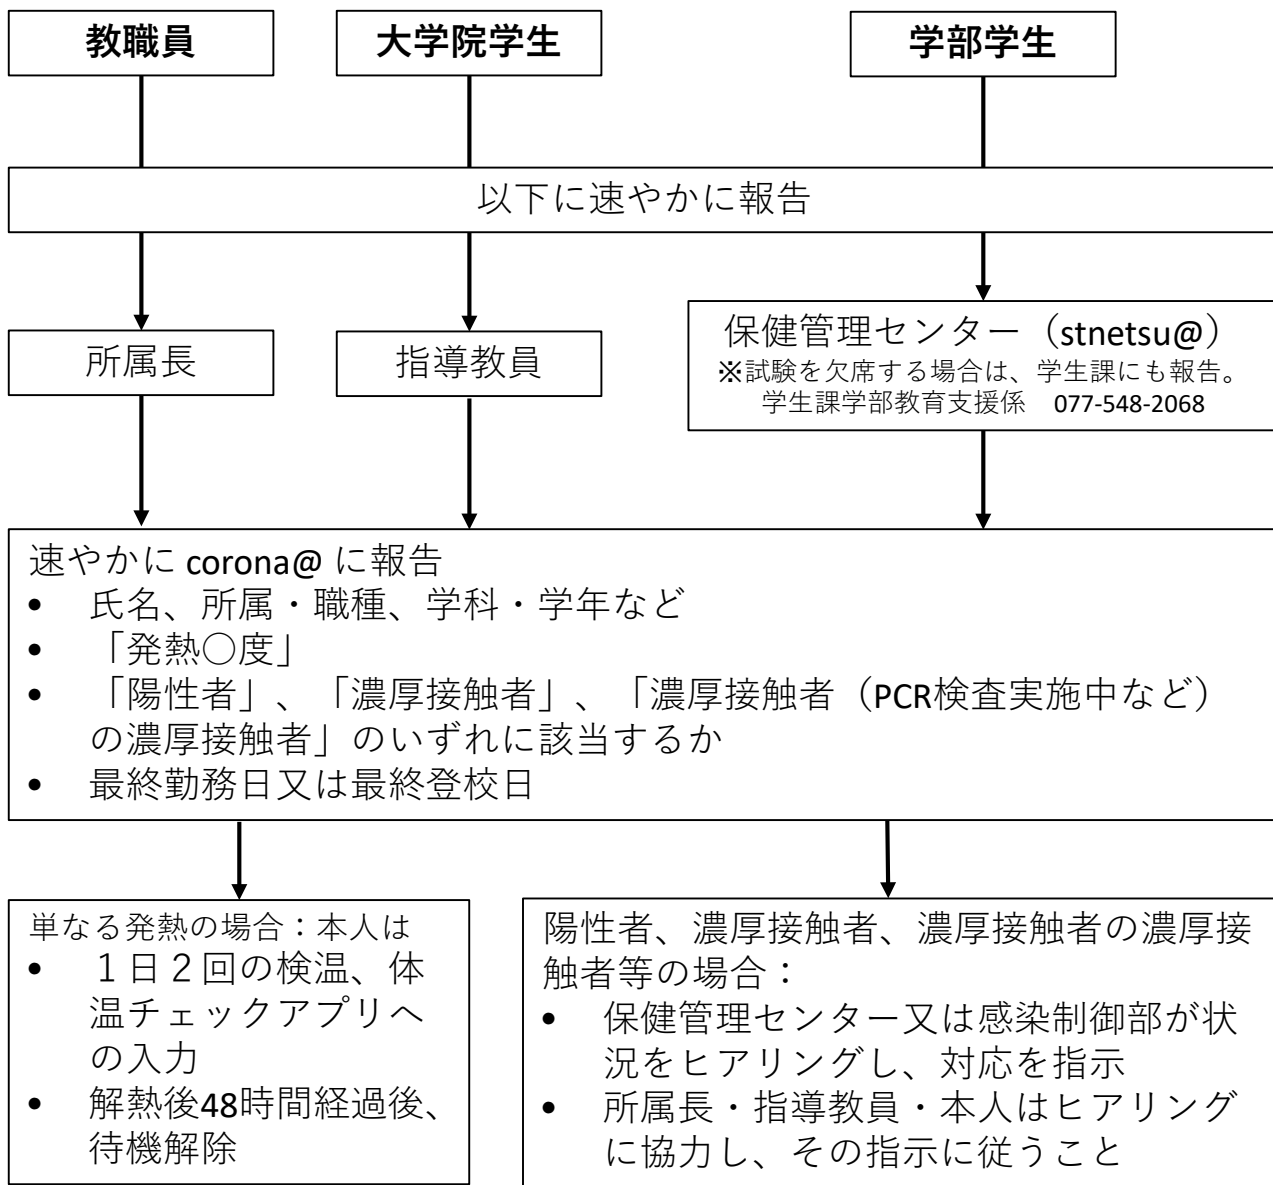 教職員
大学院学生
学部学生
以下に速やかに報告
所属長
指導教員
保健管理センター（stnetsu@）
※試験を欠席する場合は、学生課にも報告。
学生課学部教育支援係　077-548-2068
速やかに corona@ に報告
• 氏名、所属・職種、学科・学年など
• 「発熱〇度」
• 「陽性者」、「濃厚接触者」、「濃厚接触者（PCR検査実施中など）
の濃厚接触者」のいずれに該当するか
• 最終勤務日又は最終登校日
単なる発熱の場合：本人は
• １日２回の検温、体
温チェックアプリへ
の入力
• 解熱後48時間経過後、
待機解除
陽性者、濃厚接触者、濃厚接触者の濃厚接
触者等の場合：
• 保健管理センター又は感染制御部が状
況をヒアリングし、対応を指示
• 所属長・指導教員・本人はヒアリング
に協力し、その指示に従うこと